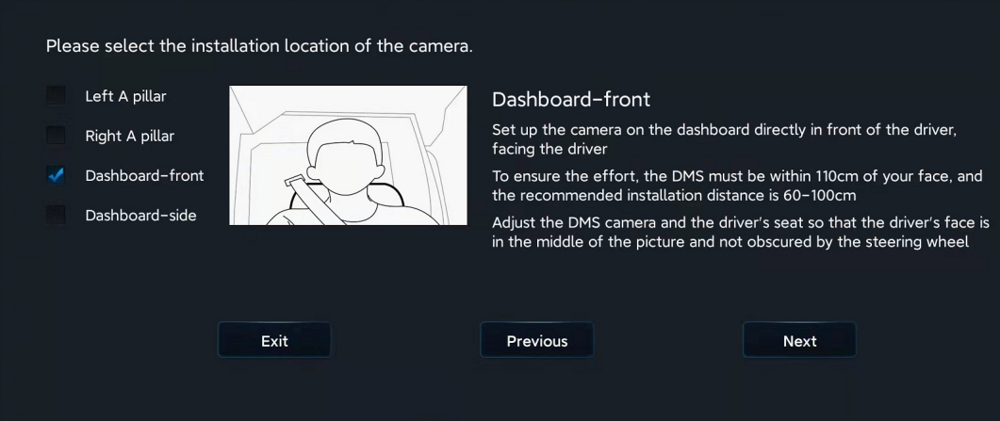 Please select the installation location of the camera.
Left A pillar
Right A pillar
Dashboard-front
Dashboard-side
Dashboard-front
Set up the camera on the dashboard directly in front of the driver,
facing the driver
To ensure the effort, the DMS must be within 110cm of your face, and
the recommended installation distance is 60-100cm
Adjust the DMS camera and the driver's seat so that the driver's face is
in the middle of the picture and not obscured by the steering wheel
Exit
Previous
Next